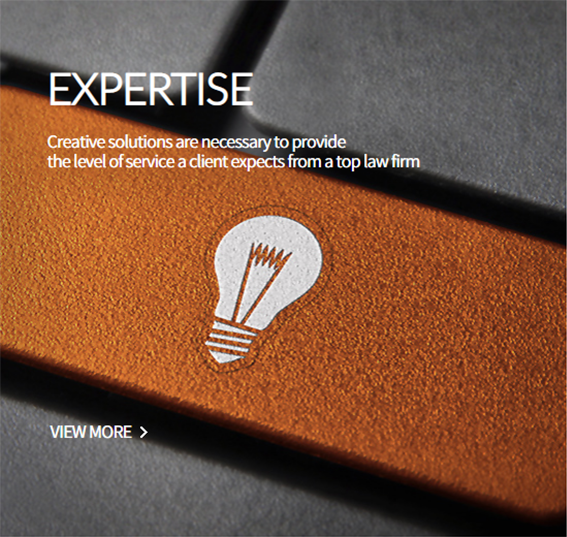 EXPERTISE
Creative solutions are necessary to provide
the level of service a client expects from a top law firm
VIEW MORE >